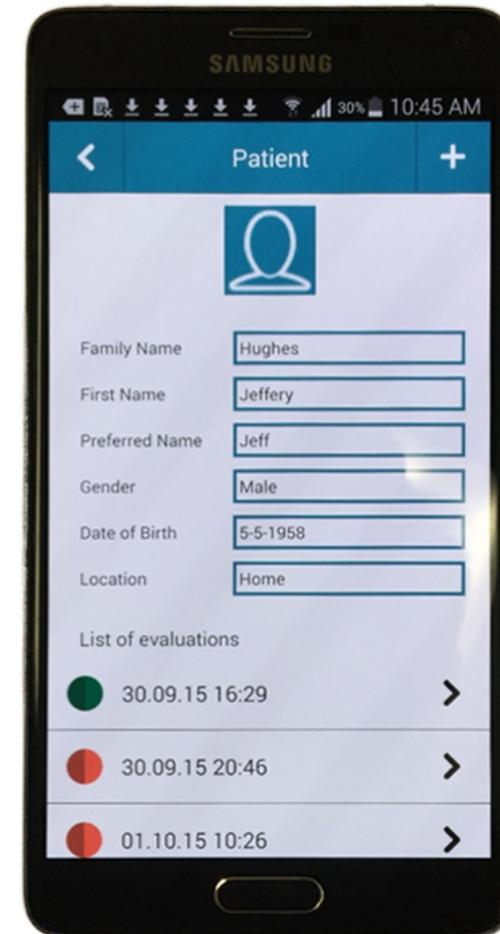 SAMSUNG
30% 10:45 AM
Patient
Family Name Hughes
First Name Jeffery
Preferred Name Jeff
Gender Male
Date of Birth 5-5-1958
Location Home
List of evaluations
30.09.15 16:29
30.09.15 20:46
01.10.15 10:26